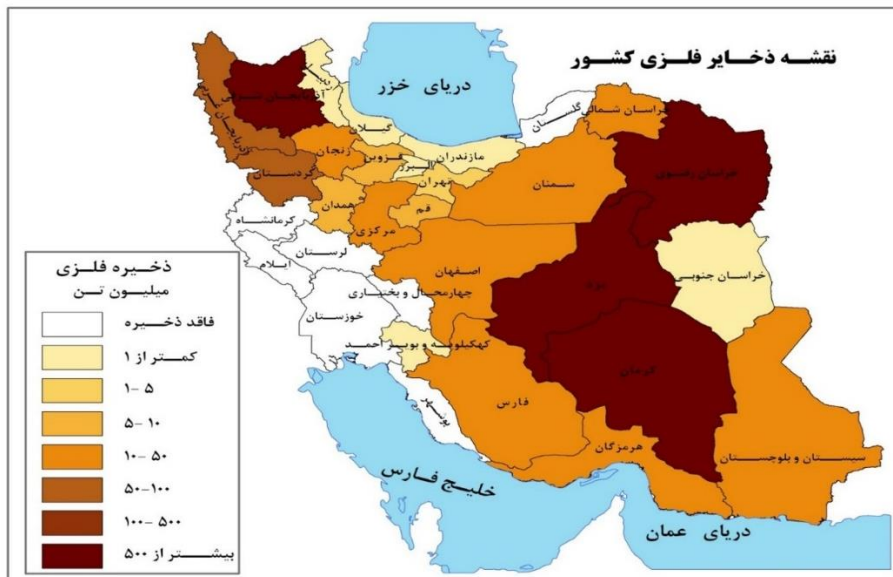 نقشه ذخایر فلزی کشور
دریای خزر
آذربایجان شرقی
گیلان
گلستان
خراسان شمالی
مازندران
زنجان
قزوین
البرز
خراسان رضوی
تهران
سمنان
کردستان
همدان
قم
مرکزی
کرمانشاه
لرستان
ایلام
اصفهان
خراسان جنوبی
یزد
چهارمحال و بختیاری
خوزستان
کهکیلویه و بویر احمد
کرمان
فارس
بوشهر
هرمزگان
سیستان و بلوچستان
خلیج فارس
دریای عمان
ذخیره فلزی
میلیون تن
فاقد ذخیره
کمتر از ۱
۱-۵
۵-۱۰
۱۰-۵۰
۵۰-۱۰۰
۱۰۰-۵۰۰
بیشتر از ۵۰۰